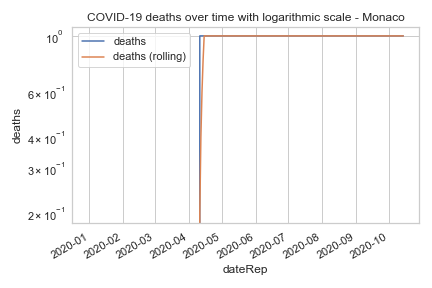 COVID-19 deaths over time with logarithmic scale - Monaco
deaths
deaths (rolling)
10⁰
6 × 10⁻¹
4 × 10⁻¹
3 × 10⁻¹
2 × 10⁻¹
deaths
2020-01
2020-02
2020-03
2020-04
2020-05
2020-06
2020-07
2020-08
2020-09
2020-10
dateRep